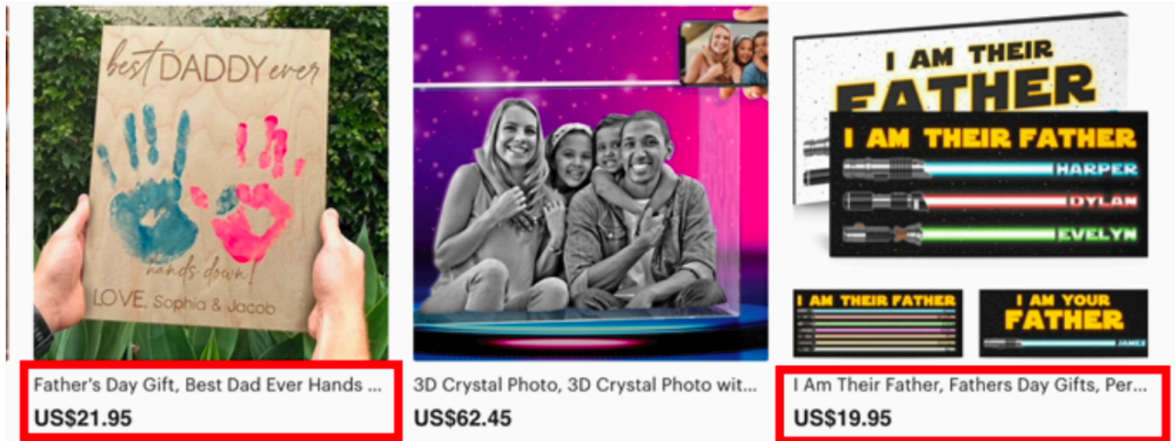 best DADDY ever
hands down!
LOVE, Sophia & Jacob
Father's Day Gift, Best Dad Ever Hands ...
US$21.95
3D Crystal Photo, 3D Crystal Photo wit...
US$62.45
I AM THEIR
FATHER
I AM THEIR FATHER
HARPER
DYLAN
EVELYN
I AM THEIR FATHER
I AM YOUR
FATHER
JAMES
I Am Their Father, Fathers Day Gifts, Per...
US$19.95